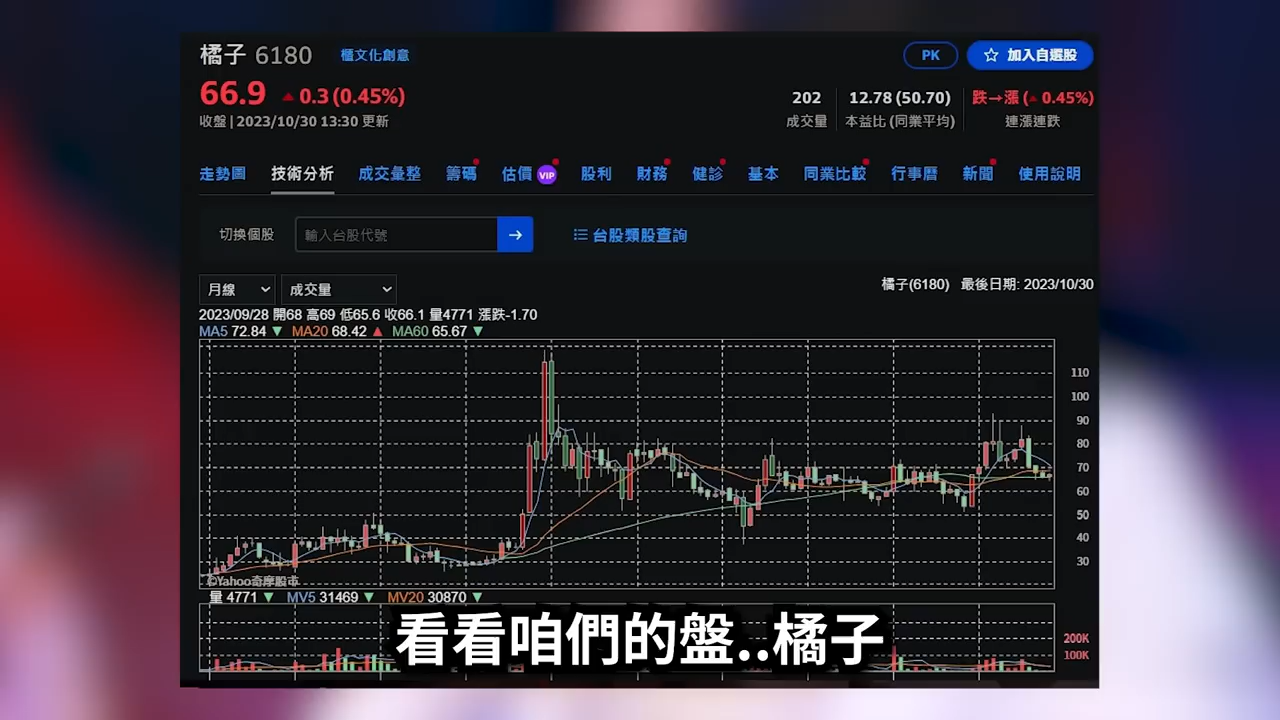 橘子 6180 櫃文化創意 PK 加入自選股
66.9 ▲ 0.3 (0.45%)
收盤 | 2023/10/30 13:30 更新
202 12.78 (50.70) 跌→漲 (▲ 0.45%)
成交量 本益比 (同業平均) 連漲連跌
走勢圖 技術分析 成交彙整 籌碼 估價 VIP 股利 財務 健診 基本 同業比較 行事曆 新聞 使用說明
切換個股 輸入台股代號 → 台股類股查詢
月線 成交量 橘子(6180) 最後日期: 2023/10/30
2023/09/28 開68 高69 低65.6 收66.1 量4771 漲跌-1.70
MA5 72.84 ▼ MA20 68.42 ▲ MA60 65.67 ▼
110
100
90
80
70
60
50
40
30
©Yahoo奇摩股市
量 4771 ▼ MV5 31469 ▼ MV20 30870 ▼
200K
100K
看看咱們的盤..橘子